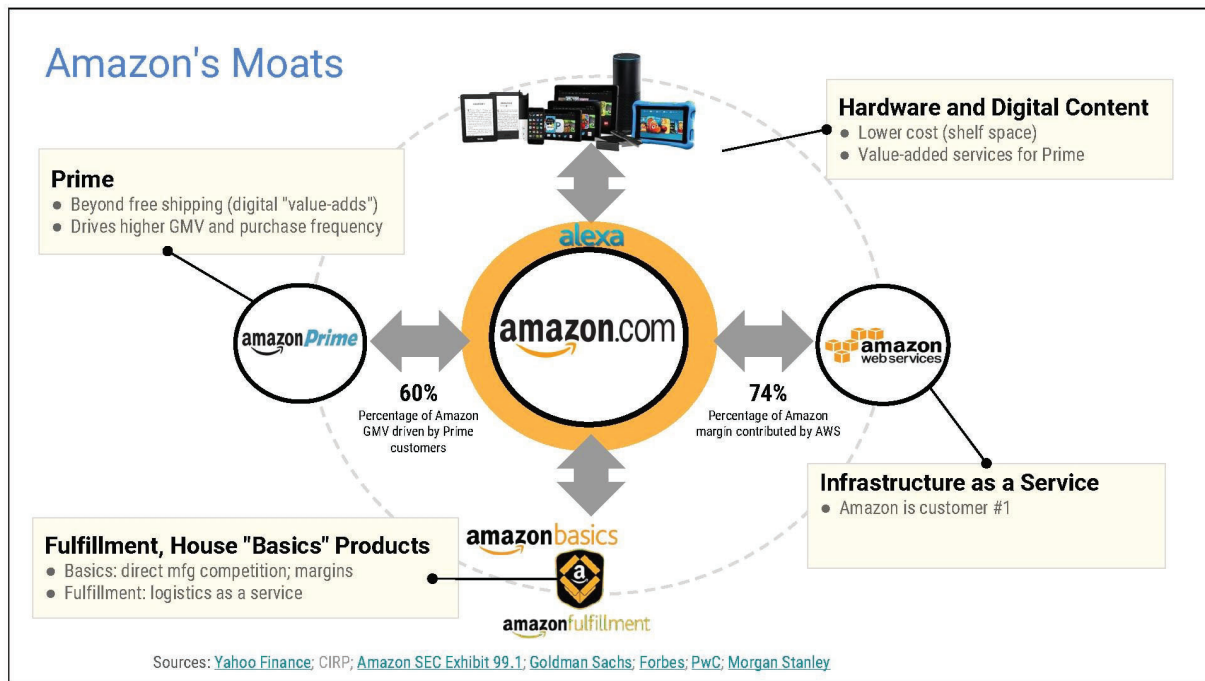 Amazon's Moats
Hardware and Digital Content
● Lower cost (shelf space)
● Value-added services for Prime
Prime
● Beyond free shipping (digital "value-adds")
● Drives higher GMV and purchase frequency
alexa
amazon.com
amazonPrime
amazon
web services
60%
Percentage of Amazon
GMV driven by Prime
customers
74%
Percentage of Amazon
margin contributed by AWS
Infrastructure as a Service
● Amazon is customer #1
Fulfillment, House "Basics" Products
● Basics: direct mfg competition; margins
● Fulfillment: logistics as a service
amazonbasics
a
amazonfulfillment
Sources: Yahoo Finance; CIRP; Amazon SEC Exhibit 99.1; Goldman Sachs; Forbes; PwC; Morgan Stanley